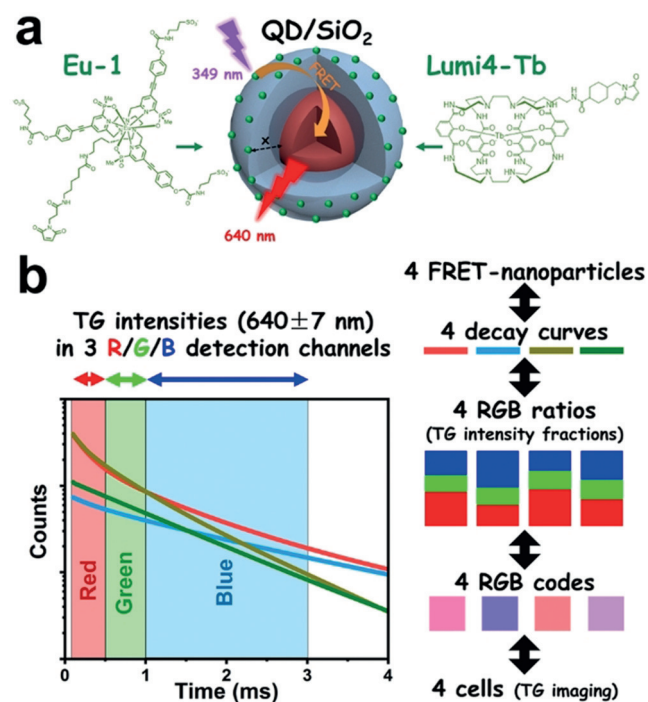 a
Eu-1
QD/SiO₂
Lumi4-Tb
349 nm
FRET
x
640 nm
b
TG intensities (640±7 nm)
in 3 R/G/B detection channels
Counts
Red
Green
Blue
0 1 2 3 4
Time (ms)
4 FRET-nanoparticles
4 decay curves
4 RGB ratios
(TG intensity fractions)
4 RGB codes
4 cells (TG imaging)